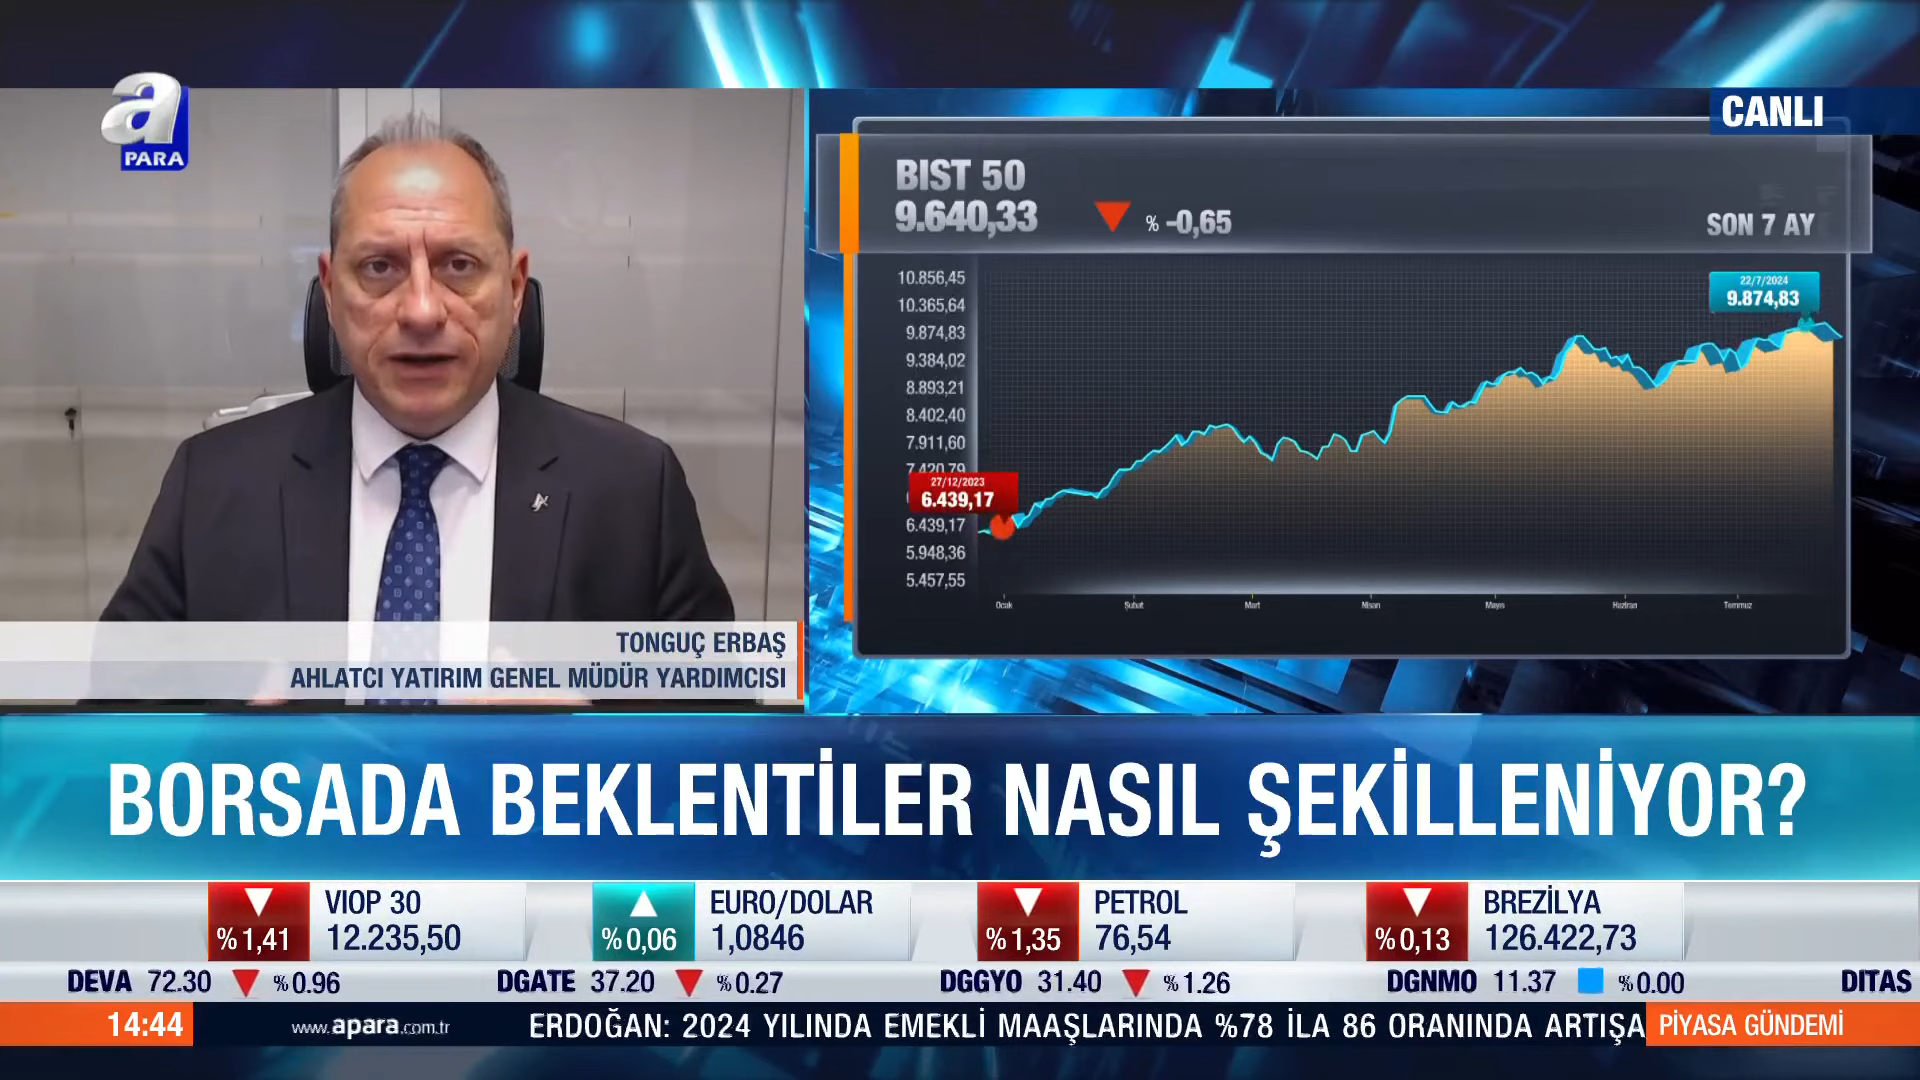 a
PARA
CANLI
BIST 50
9.640,33
% -0,65
SON 7 AY
10.856,45
10.365,64
9.874,83
9.384,02
8.893,21
8.402,40
7.911,60
7.420,79
6.439,17
5.948,36
5.457,55
27/12/2023
6.439,17
22/7/2024
9.874,83
Ocak Şubat Mart Nisan Mayıs Haziran Temmuz
TONGUÇ ERBAŞ
AHLATCI YATIRIM GENEL MÜDÜR YARDIMCISI
BORSADA BEKLENTİLER NASIL ŞEKİLLENİYOR?
%1,41 VIOP 30 12.235,50
%0,06 EURO/DOLAR 1,0846
%1,35 PETROL 76,54
%0,13 BREZİLYA 126.422,73
DEVA 72.30 %0.96 DGATE 37.20 %0.27 DGGYO 31.40 %1.26 DGNMO 11.37 %0.00 DITAS
14:44 www.apara.com.tr ERDOĞAN: 2024 YILINDA EMEKLİ MAAŞLARINDA %78 İLA 86 ORANINDA ARTIŞA PİYASA GÜNDEMİ